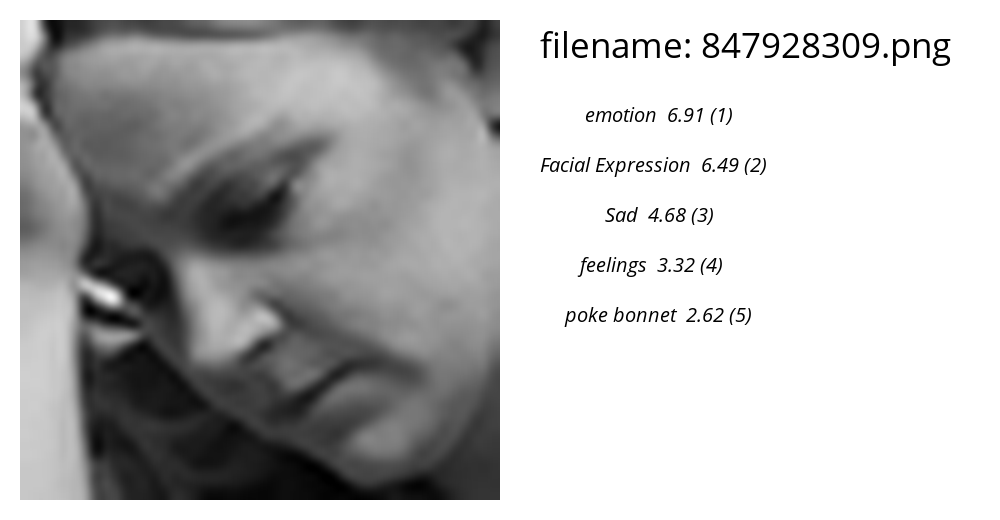 filename: 847928309.png
emotion 6.91 (1)
Facial Expression 6.49 (2)
Sad 4.68 (3)
feelings 3.32 (4)
poke bonnet 2.62 (5)